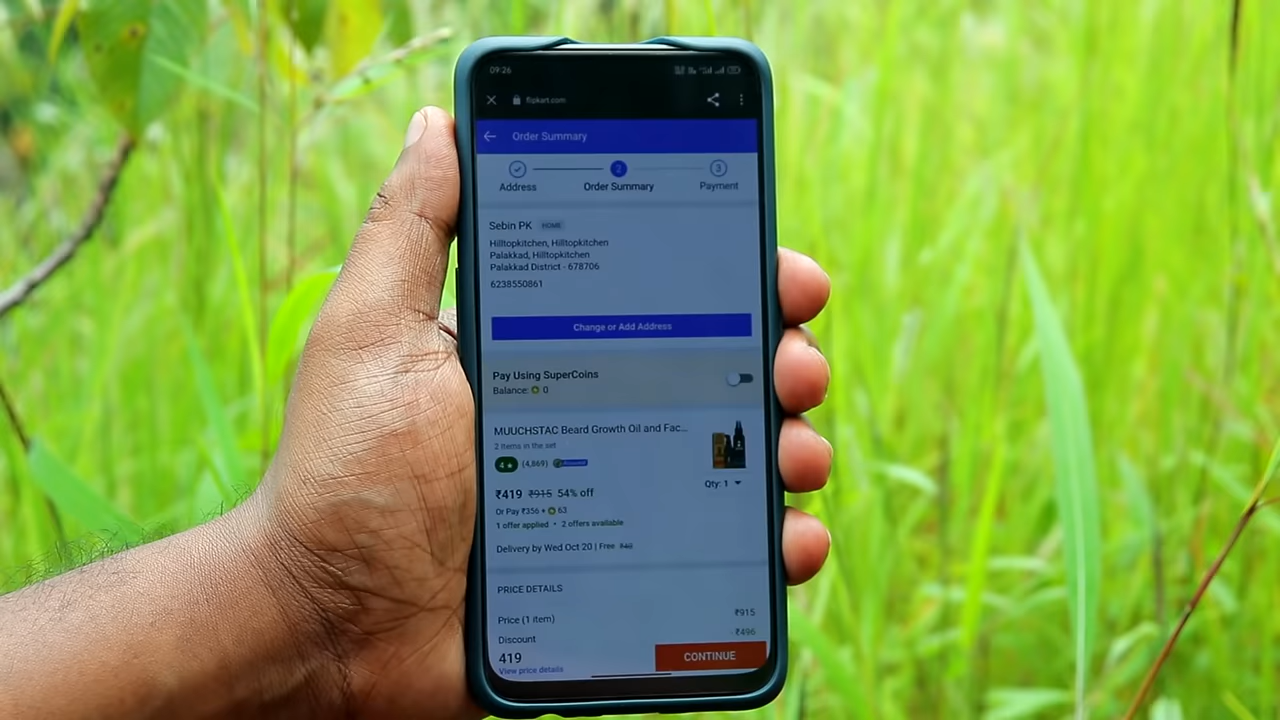 09:26
flipkart.com
Order Summary
2
3
Address
Order Summary
Payment
Sebin PK HOME
Hilltopkitchen, Hilltopkitchen
Palakkad, Hilltopkitchen
Palakkad District - 678706
6238550861
Change or Add Address
Pay Using SuperCoins
Balance: 0
MUUCHSTAC Beard Growth Oil and Fac...
2 items in the set
4 (4,869)
Qty: 1
₹419 ₹915 54% off
Or Pay ₹356 + 63
1 offer applied • 2 offers available
Delivery by Wed Oct 20 | Free ₹40
PRICE DETAILS
Price (1 item) ₹915
Discount -₹496
419
View price details
CONTINUE